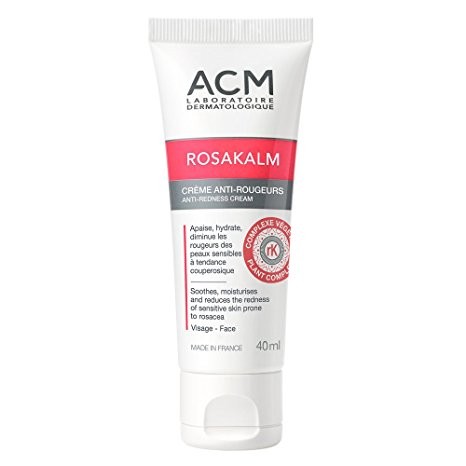 ACM
LABORATOIRE
DERMATOLOGIQUE
ROSAKALM
CRÈME ANTI-ROUGEURS
ANTI-REDNESS CREAM
Apaise, hydrate,
diminue les
rougeurs des
peaux sensibles
à tendance
couperosique
COMPLEXE VÉGÉ
rK
PLANT COMPL
Soothes, moisturises
and reduces the redness
of sensitive skin prone
to rosacea
Visage - Face
MADE IN FRANCE
40ml